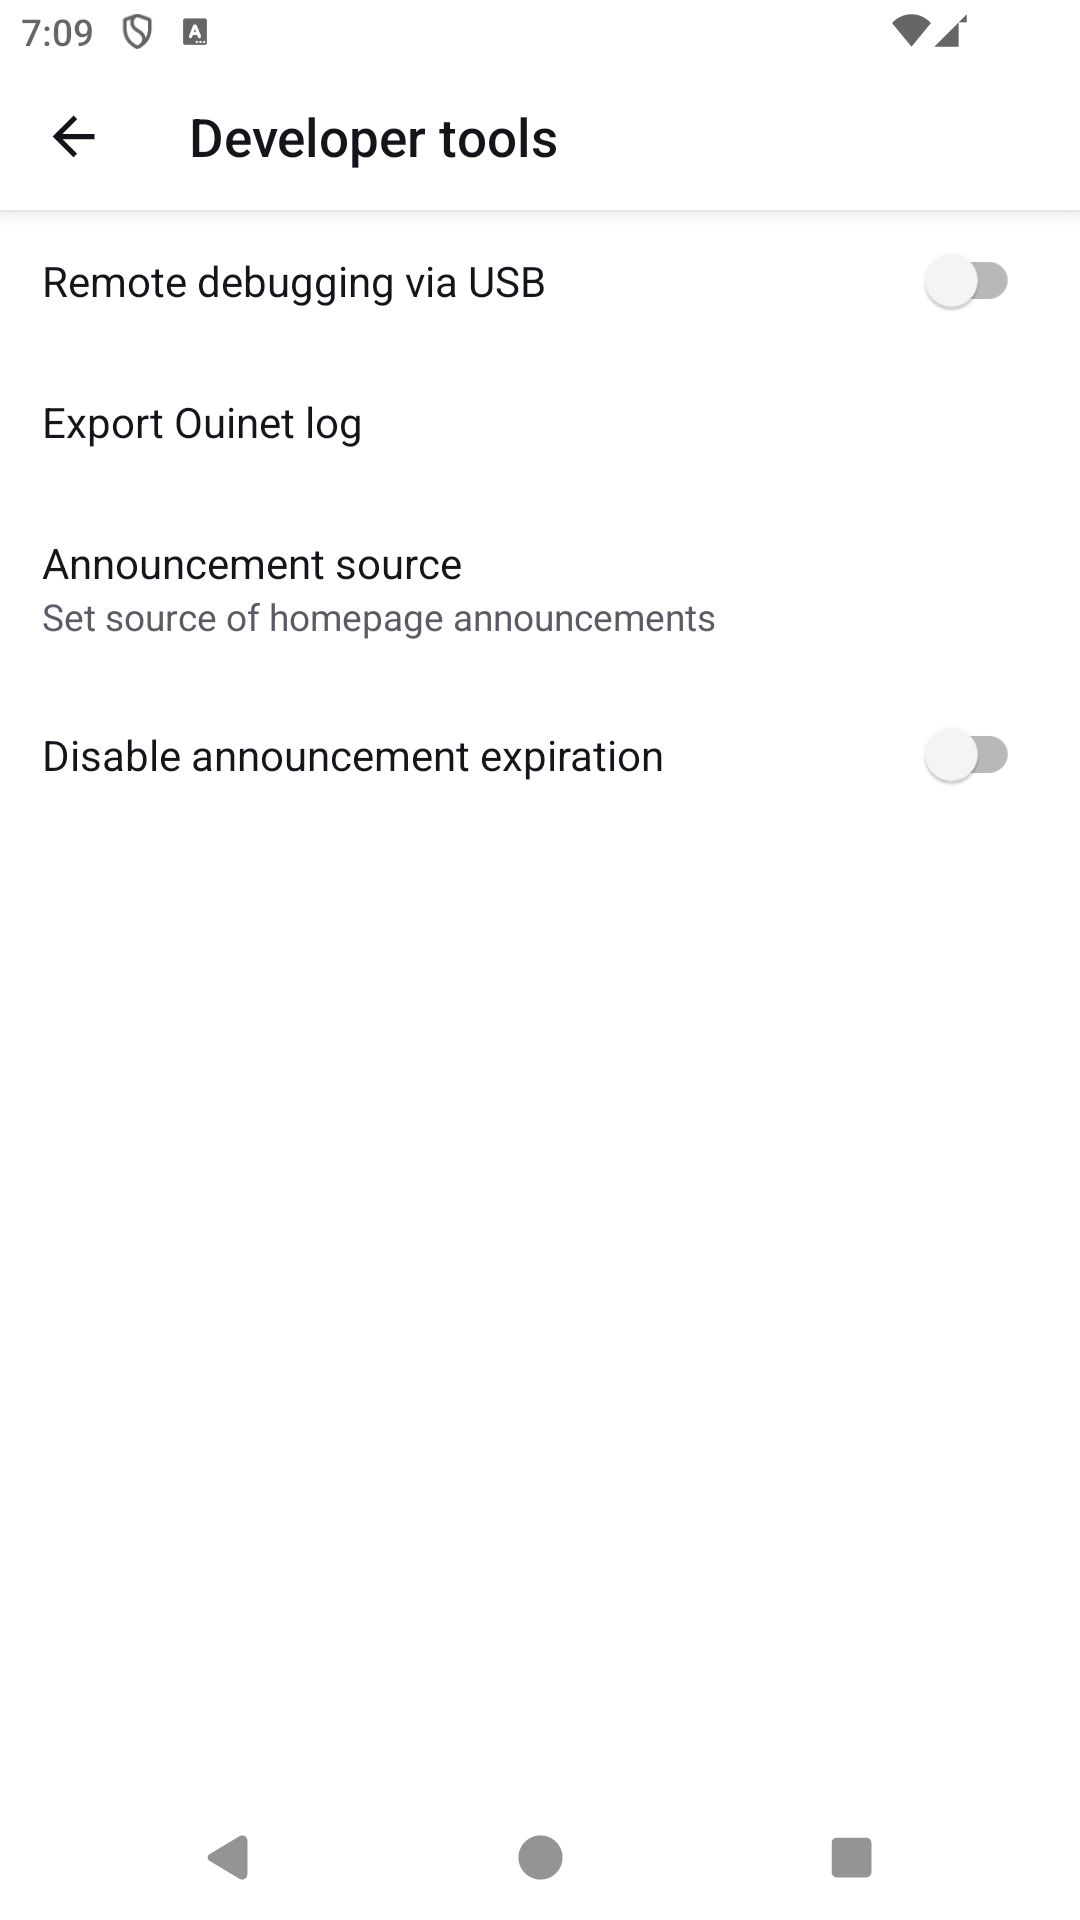 7:09
Developer tools
Remote debugging via USB
Export Ouinet log
Announcement source
Set source of homepage announcements
Disable announcement expiration